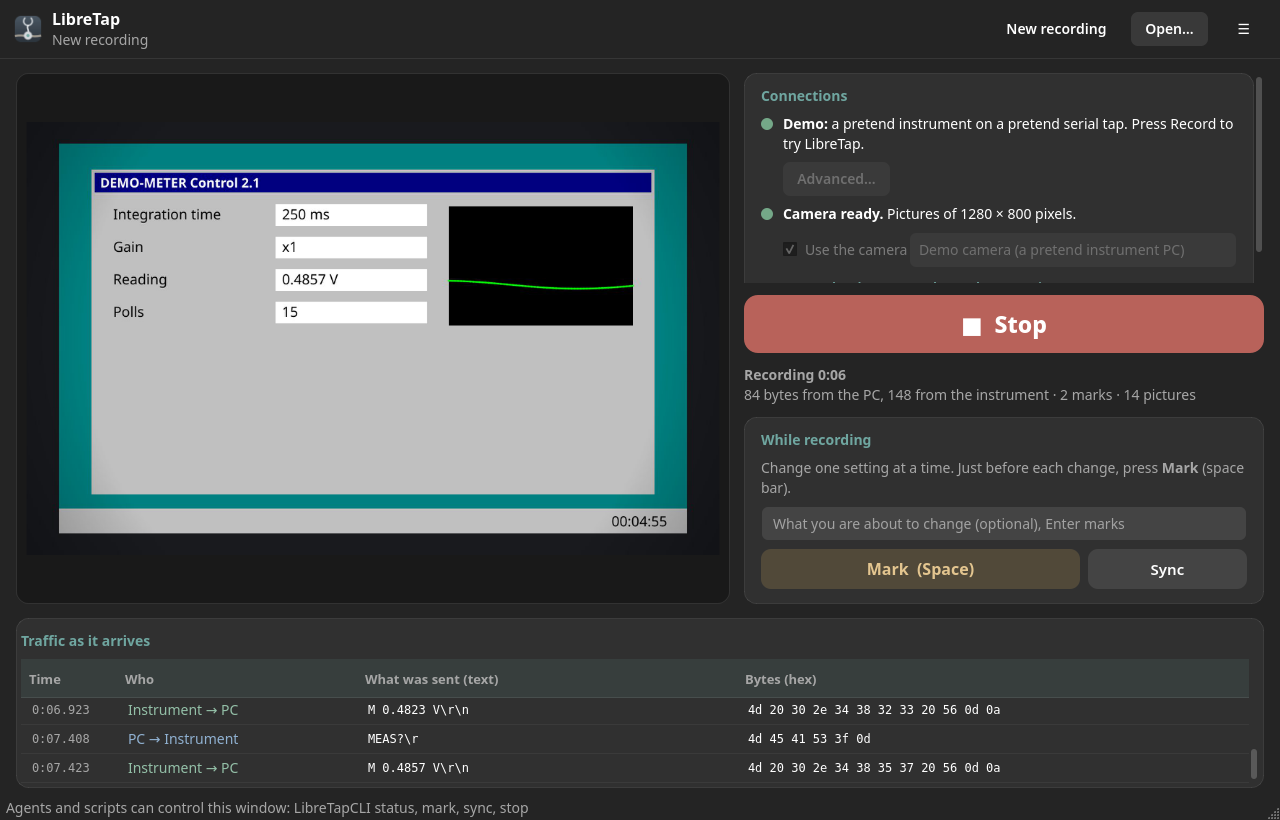 LibreTap
New recording
New recording
Open...
☰
DEMO-METER Control 2.1
Integration time
250 ms
Gain
x1
Reading
0.4857 V
Polls
15
00:04:55
Connections
Demo: a pretend instrument on a pretend serial tap. Press Record to
try LibreTap.
Advanced...
Camera ready. Pictures of 1280 × 800 pixels.
Use the camera
Demo camera (a pretend instrument PC)
■ Stop
Recording 0:06
84 bytes from the PC, 148 from the instrument · 2 marks · 14 pictures
While recording
Change one setting at a time. Just before each change, press Mark (space
bar).
What you are about to change (optional), Enter marks
Mark (Space)
Sync
Traffic as it arrives
Time Who What was sent (text) Bytes (hex)
0:06.923 Instrument → PC M 0.4823 V\r\n 4d 20 30 2e 34 38 32 33 20 56 0d 0a
0:07.408 PC → Instrument MEAS?\r 4d 45 41 53 3f 0d
0:07.423 Instrument → PC M 0.4857 V\r\n 4d 20 30 2e 34 38 35 37 20 56 0d 0a
Agents and scripts can control this window: LibreTapCLI status, mark, sync, stop